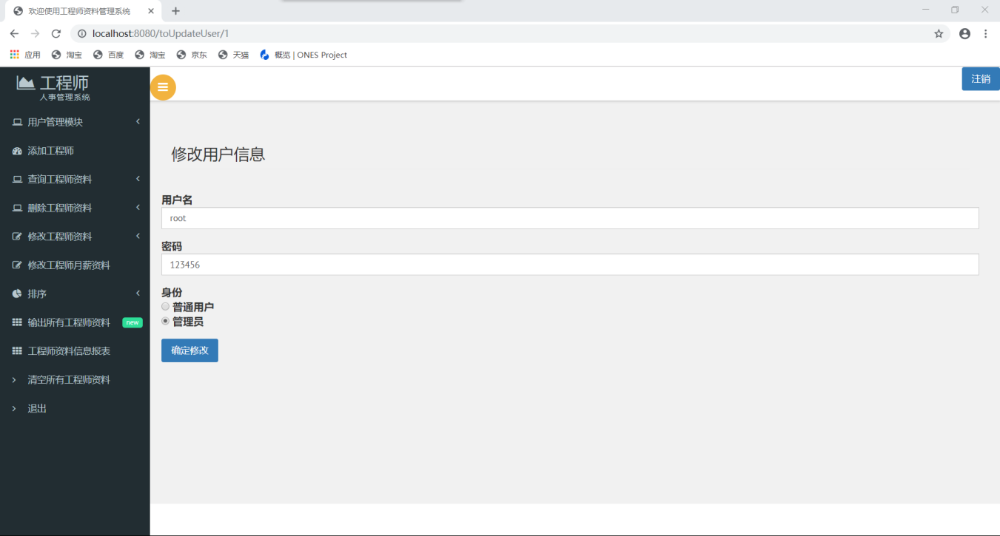 欢迎使用工程师资料管理系统
localhost:8080/toUpdateUser/1
应用 淘宝 百度 淘宝 京东 天猫 概览 | ONES Project
工程师
人事管理系统
注销
用户管理模块
添加工程师
查询工程师资料
删除工程师资料
修改工程师资料
修改工程师月薪资料
排序
输出所有工程师资料 new
工程师资料信息报表
清空所有工程师资料
退出
修改用户信息
用户名
root
密码
123456
身份
普通用户
管理员
确定修改